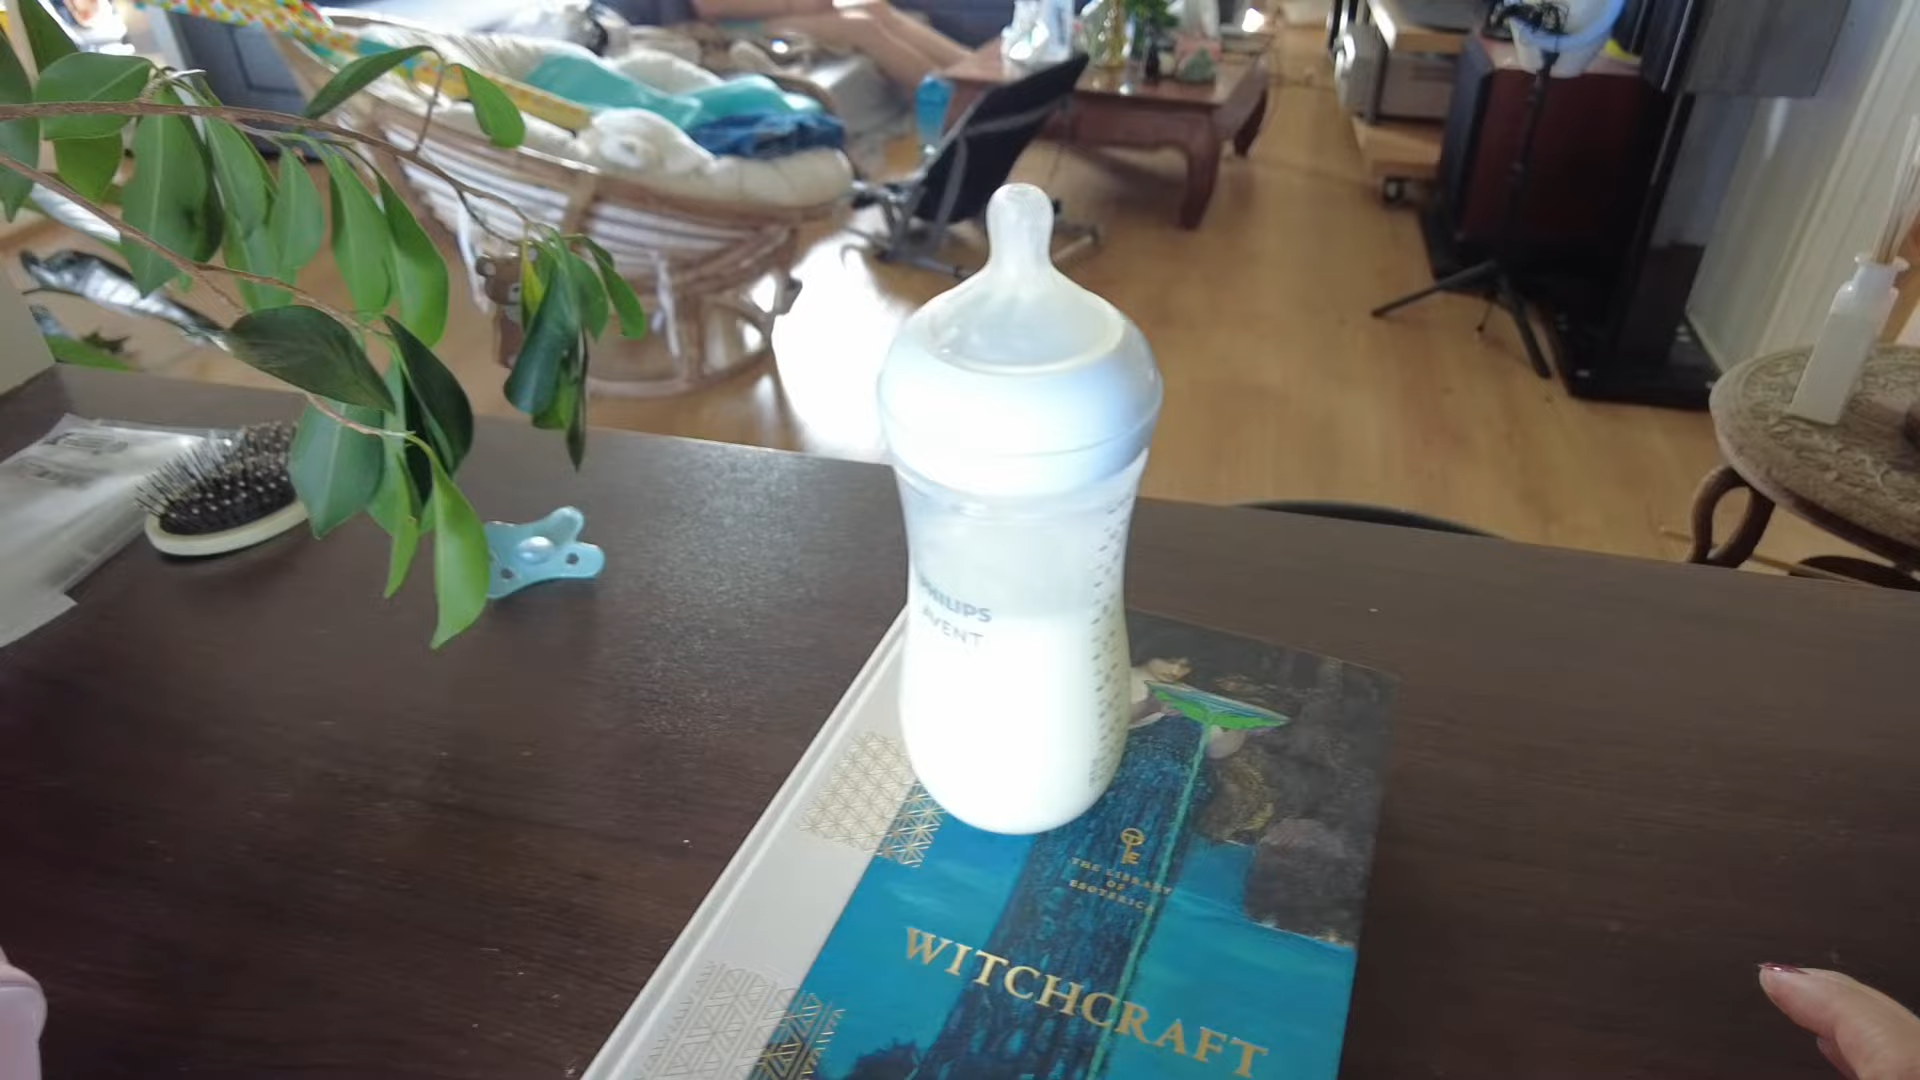 PHILIPS
AVENT
THE LIBRARY
OF
ESOTERICA
WITCHCRAFT